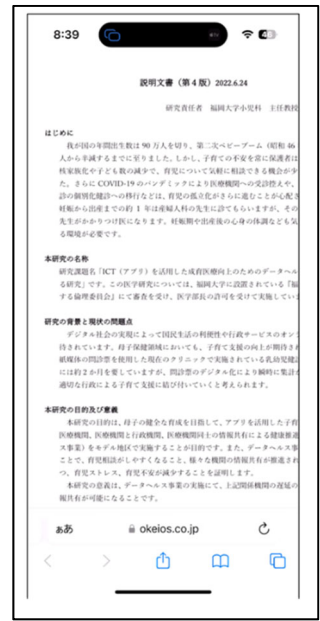 8:39
46
説明文書（第４版）2022.6.24
研究責任者　福岡大学小児科　主任教授
はじめに
我が国の年間出生数は 90 万人を切り、第二次ベビーブーム（昭和 46
人から半減するまでに至りました。しかし、子育ての不安を常に保護者は
核家族化や子ども数の減少で、育児について気軽に相談できる機会が少
た。さらに COVID-19 のパンデミックにより医療機関への受診控えや、
診の個別化健診への移行などは、育児の孤立化がさらに進むことが心配さ
妊娠から出産までの約 1 年は産婦人科の先生に診てもらいますが、その
先生がかかりつけ医になります。妊娠期や出産後の心身の体調なども気
る環境が必要です。
本研究の名称
研究課題名「ICT（アプリ）を活用した成育医療向上のためのデータヘル
る研究」です。この医学研究については、福岡大学に設置されている「福
する倫理委員会」にて審査を受け、医学部長の許可を受けて実施してい
研究の背景と現状の問題点
デジタル社会の実現によって国民生活の利便性や行政サービスのオン
待されています。母子保健領域においても、子育て支援の向上が期待さ
紙媒体の問診票を使用した現在のクリニックで実施されている乳幼児健
には約 2 か月を要していますが、問診票のデジタル化により瞬時に集計
適切な行政による子育て支援に結び付いていくと考えられます。
本研究の目的及び意義
本研究の目的は、母子の健全な育成を目指して、アプリを活用した子育
医療機関、医療機関と行政機関、医療機関同士の情報共有による健康推進
ス事業）をモデル地区で実施することが目的です。また、データヘルス事
ことで、育児相談がしやすくなること、様々な機関の情報共有が推進され
つ、育児ストレス、育児不安が減少することを証明します。
本研究の意義は、データヘルス事業の実施にて、上記関係機関の遅延の
報共有が可能になることです。
ぁあ okeios.co.jp